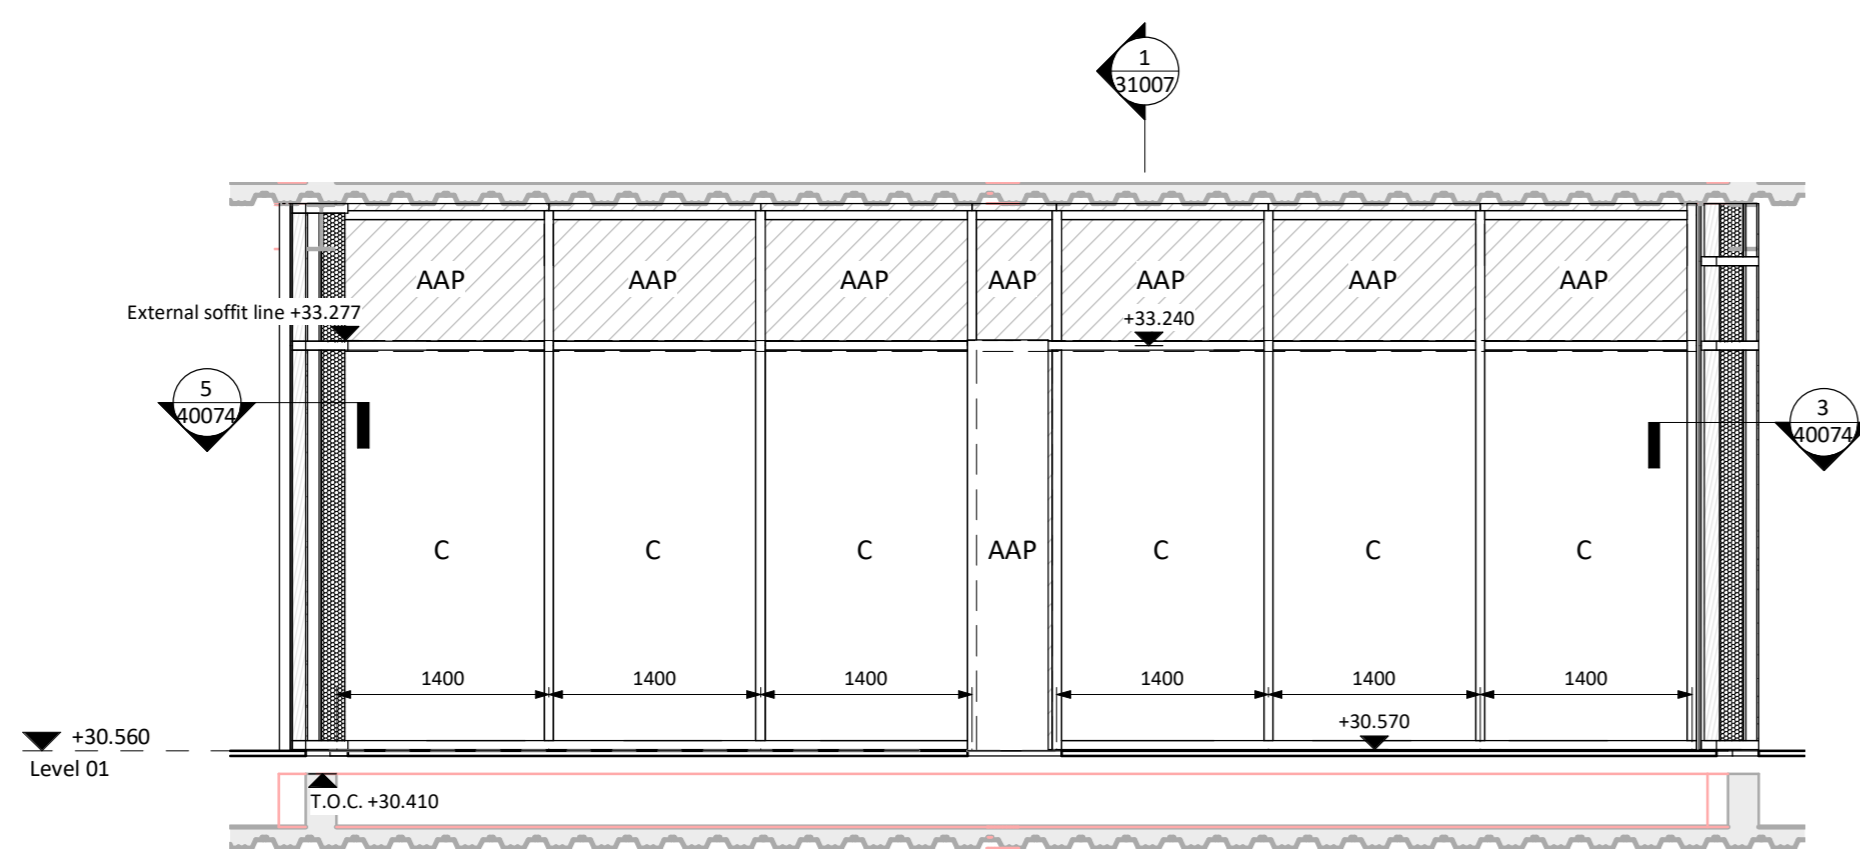 1
31007
AAP AAP AAP AAP AAP AAP AAP
External soffit line +33.277
+33.240
5
40074
3
40074
C C C AAP C C C
1400 1400 1400 1400 1400 1400
+30.570
+30.560
Level 01
T.O.C. +30.410